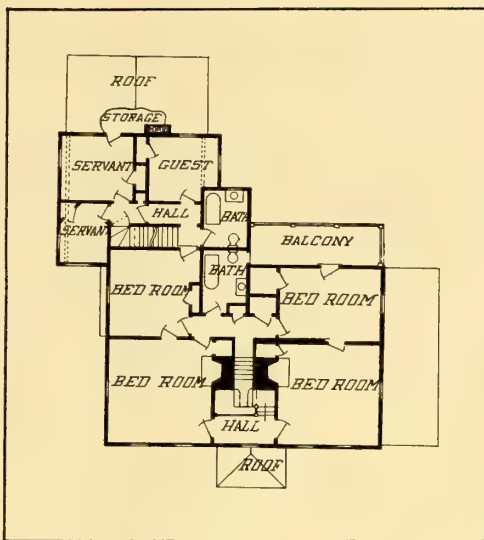 ROOF
STORAGE
SERVANT
GUEST
SERVANT
HALL
BATH
BALCONY
BATH
BED ROOM
BED ROOM
BED ROOM
BED ROOM
HALL
ROOF